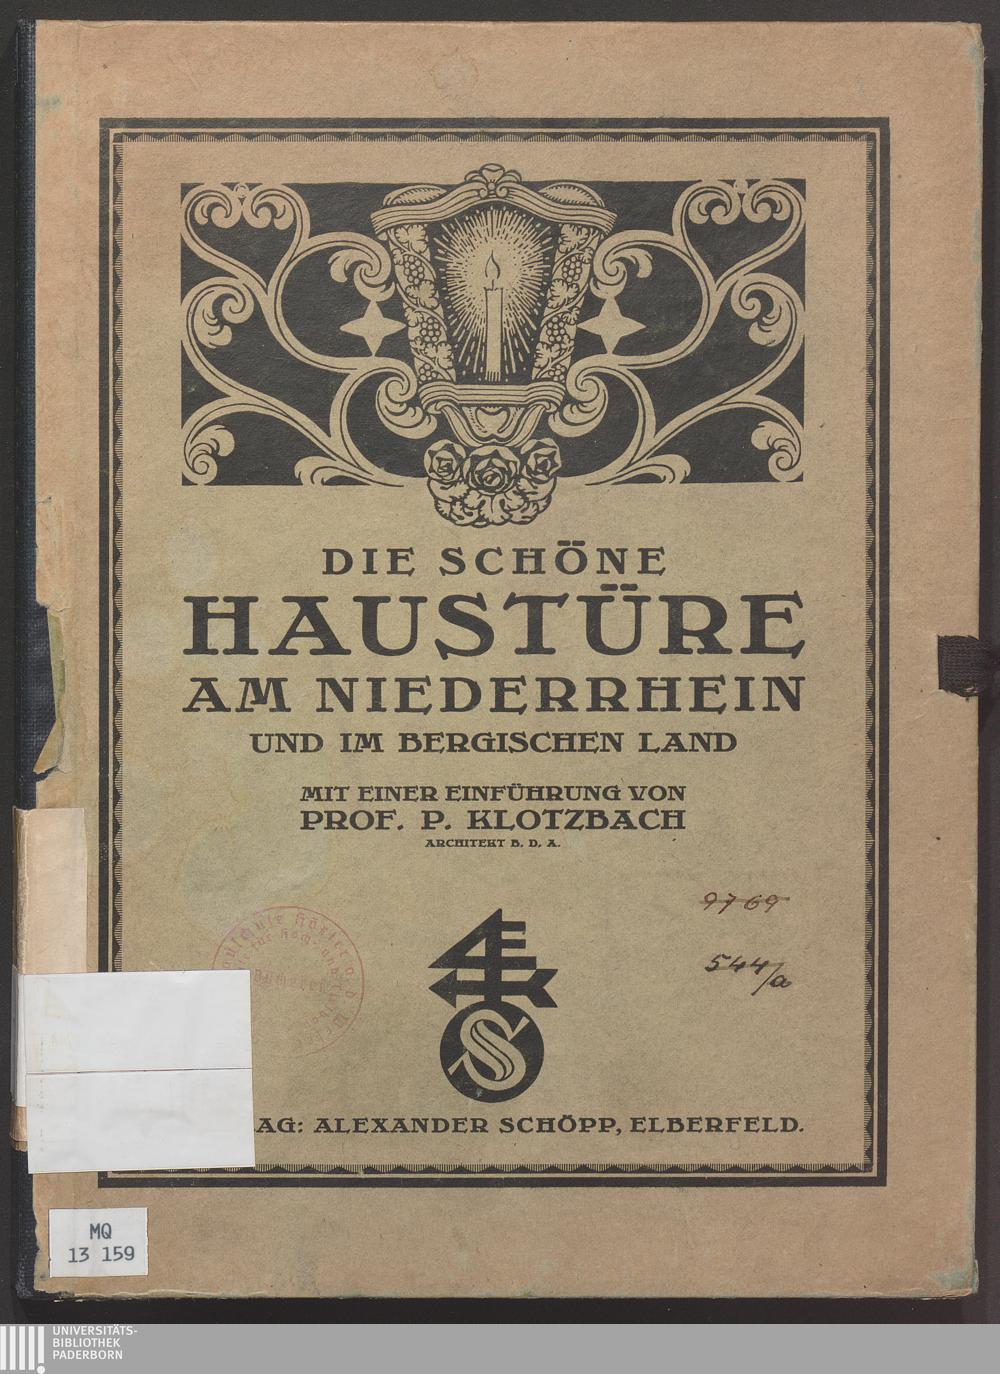 DIE SCHÖNE
HAUSTÜRE
AM NIEDERRHEIN
UND IM BERGISCHEN LAND
MIT EINER EINFÜHRUNG VON
PROF. P. KLOTZBACH
ARCHITEKT B. D. A.
9769
544/a
S
AG: ALEXANDER SCHÖPP, ELBERFELD.
MQ
13 159
UNIVERSITÄTS-
BIBLIOTHEK
PADERBORN